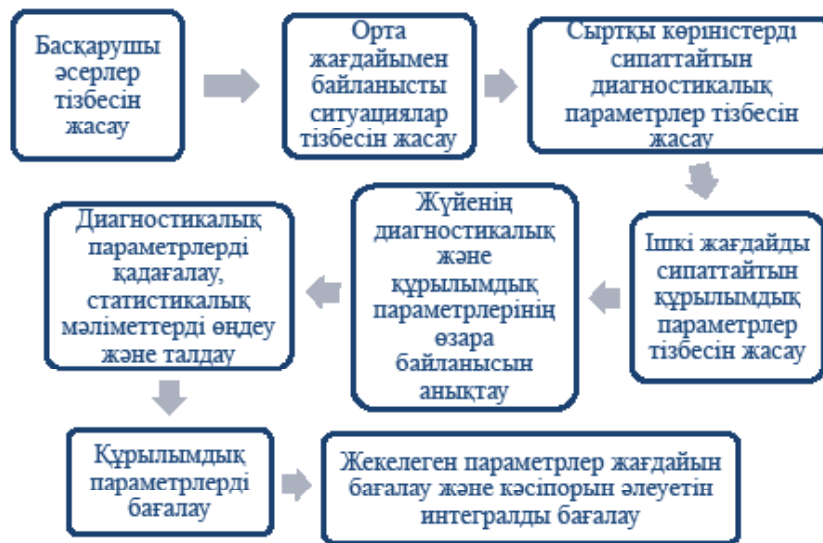 Басқарушы
әсерлер
тізбесін
жасау
Орта
жағдайымен
байланысты
ситуациялар
тізбесін жасау
Сыртқы көріністерді
сипаттайтын
диагностикалық
параметрлер тізбесін
жасау
Ішкі жағдайды
сипаттайтын
құрылымдық
параметрлер
тізбесін жасау
Жүйенің
диагностикалық
және
құрылымдық
параметрлерінің
өзара
байланысын
анықтау
Диагностикалық
параметрлерді
қадағалау,
статистикалық
мәліметтерді өңдеу
және талдау
Құрылымдық
параметрлерді
бағалау
Жекелеген параметрлер жағдайын
бағалау және кәсіпорын әлеуетін
интегралды бағалау